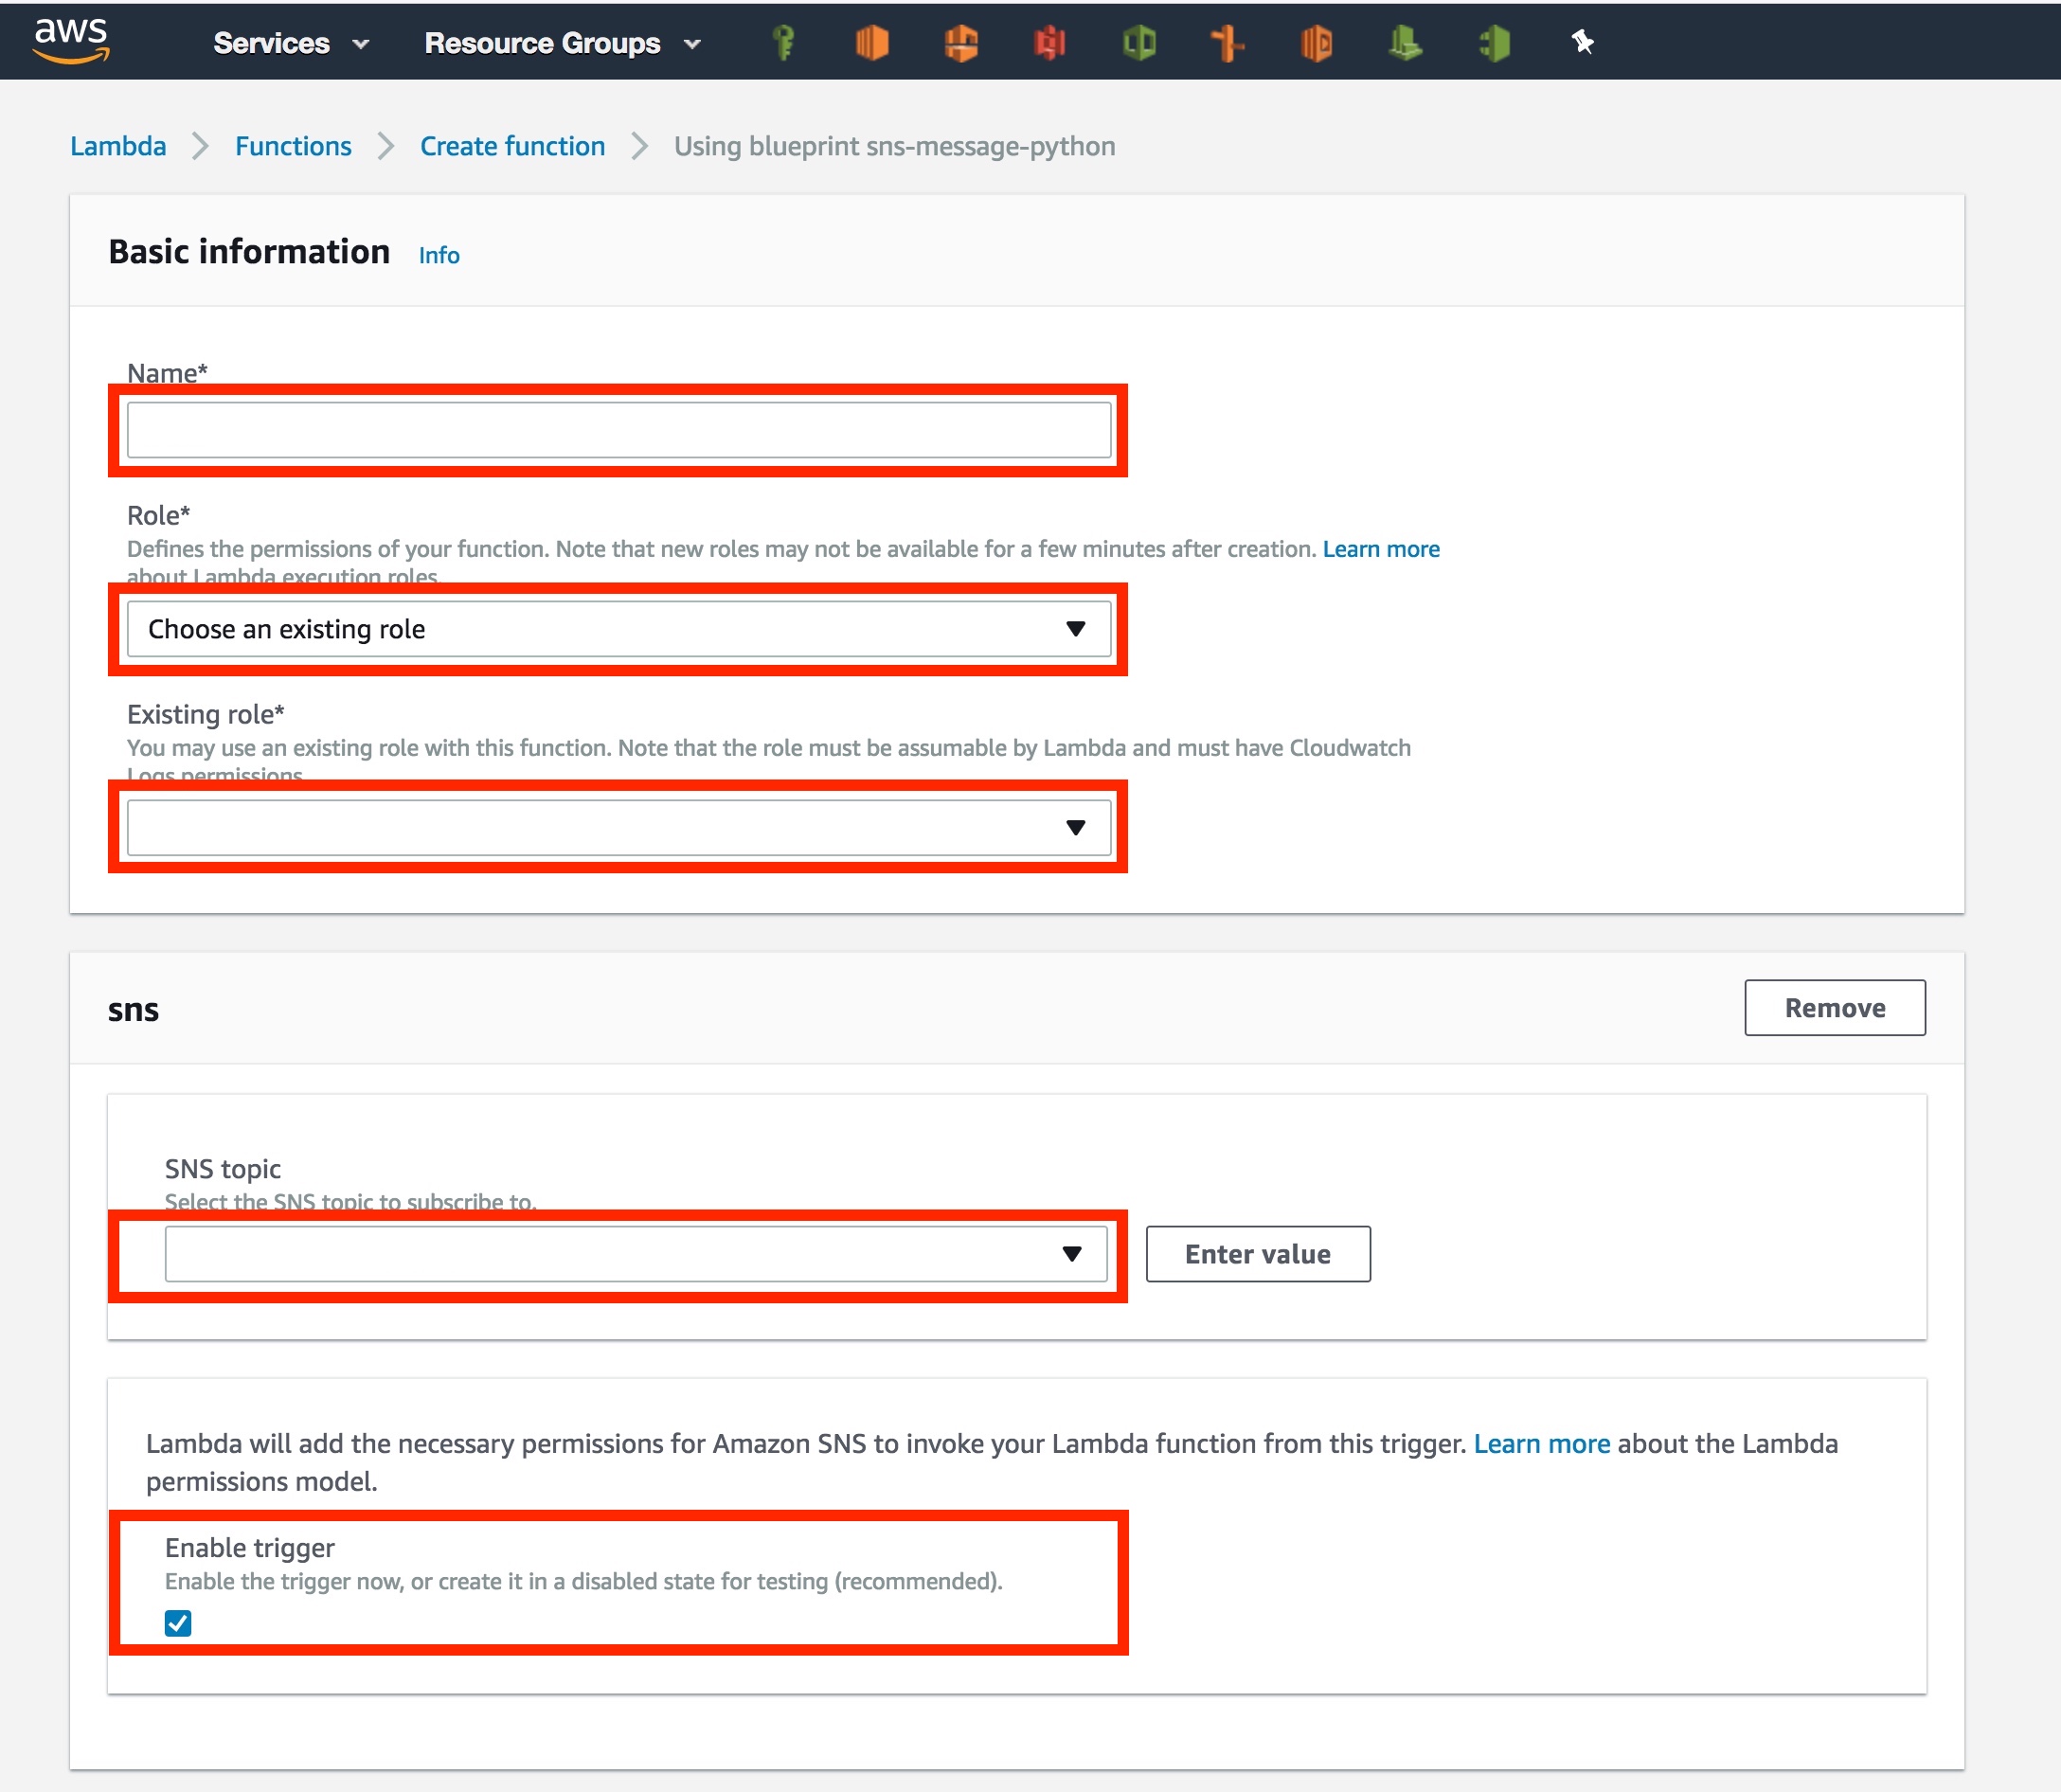 aws
Services
Resource Groups
Lambda
Functions
Create function
Using blueprint sns-message-python
Basic information
Info
Name*
Role*
Defines the permissions of your function. Note that new roles may not be available for a few minutes after creation. Learn more
about Lambda execution roles.
Choose an existing role
Existing role*
You may use an existing role with this function. Note that the role must be assumable by Lambda and must have Cloudwatch
Logs permissions
sns
Remove
SNS topic
Select the SNS topic to subscribe to.
Enter value
Lambda will add the necessary permissions for Amazon SNS to invoke your Lambda function from this trigger. Learn more about the Lambda
permissions model.
Enable trigger
Enable the trigger now, or create it in a disabled state for testing (recommended).